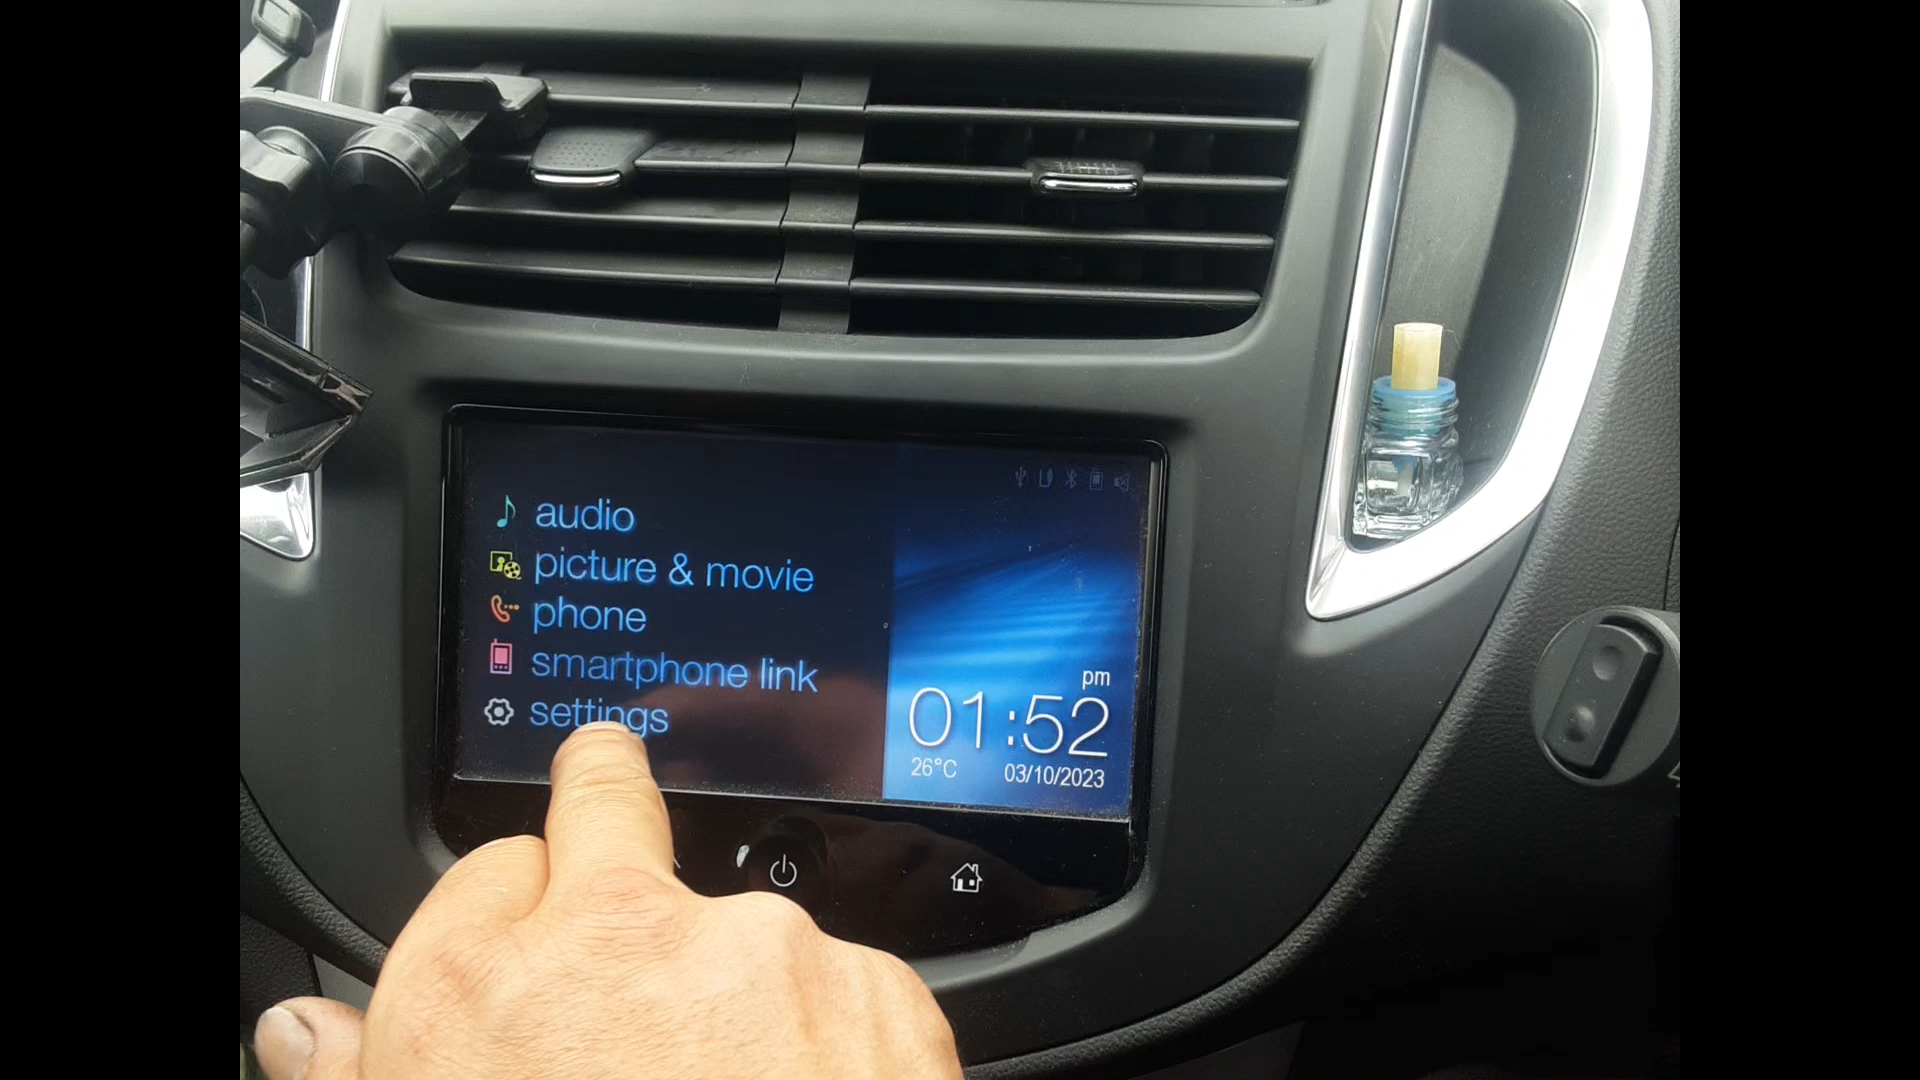 audio
picture & movie
phone
smartphone link
settings
pm
01:52
26°C 03/10/2023